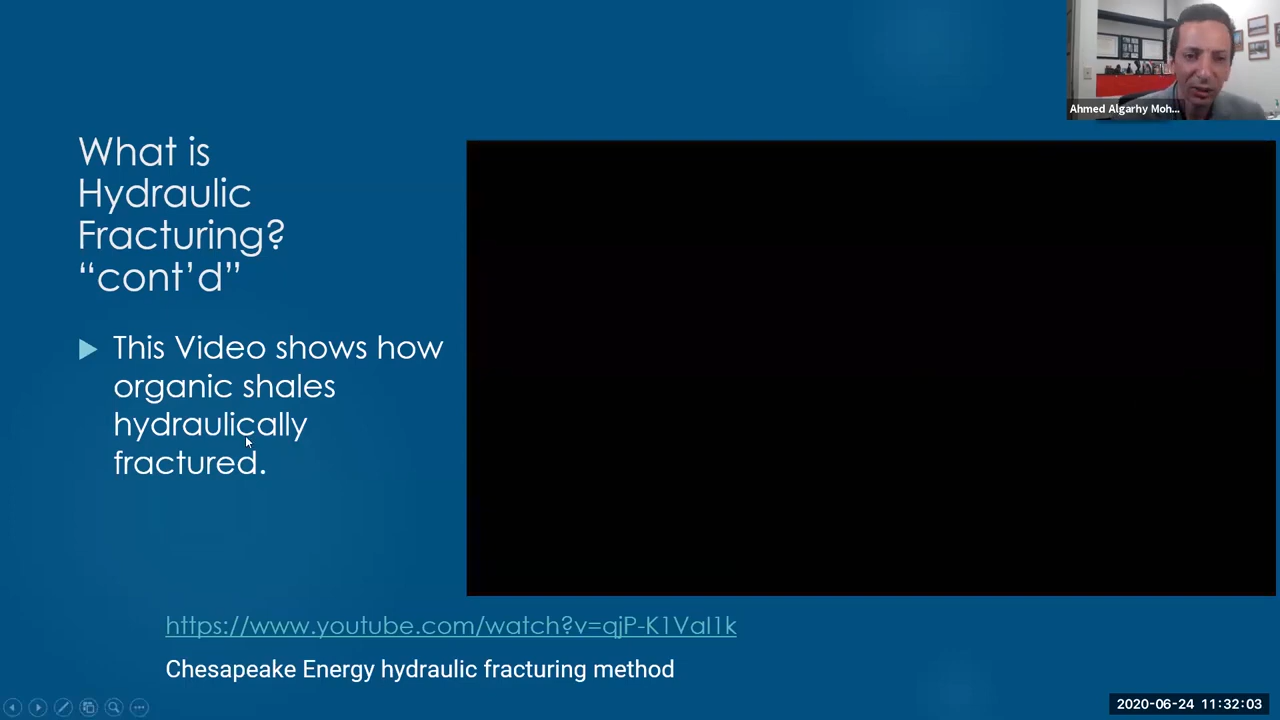 Ahmed Algarhy Moh...
What is
Hydraulic
Fracturing?
“cont’d”
This Video shows how
organic shales
hydraulically
fractured.
https://www.youtube.com/watch?v=qjP-K1VaI1k
Chesapeake Energy hydraulic fracturing method
2020-06-24 11:32:03